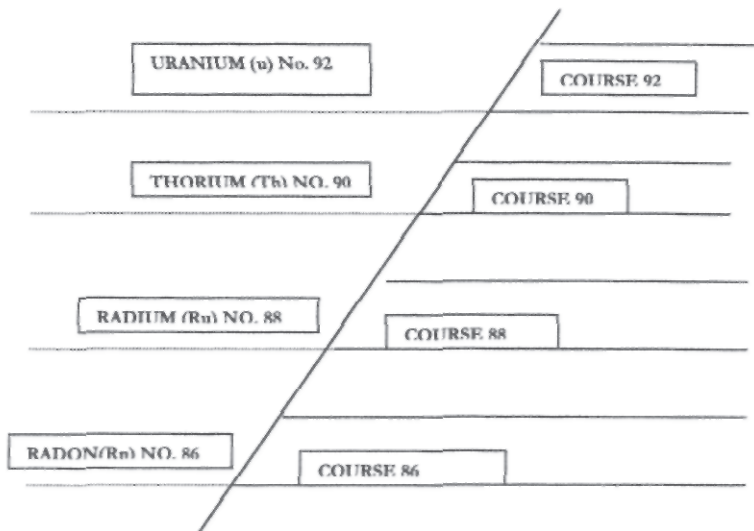 URANIUM (u) No. 92
COURSE 92
THORIUM (Th) NO. 90
COURSE 90
RADIUM (Ru) NO. 88
COURSE 88
RADON(Rn) NO. 86
COURSE 86